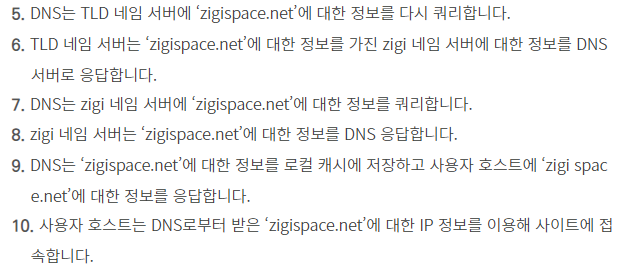 5. DNS는 TLD 네임 서버에 ‘zigispace.net’에 대한 정보를 다시 쿼리합니다.
6. TLD 네임 서버는 ‘zigispace.net’에 대한 정보를 가진 zigi 네임 서버에 대한 정보를 DNS
서버로 응답합니다.
7. DNS는 zigi 네임 서버에 ‘zigispace.net’에 대한 정보를 쿼리합니다.
8. zigi 네임 서버는 ‘zigispace.net’에 대한 정보를 DNS 응답합니다.
9. DNS는 ‘zigispace.net’에 대한 정보를 로컬 캐시에 저장하고 사용자 호스트에 ‘zigi spac
e.net’에 대한 정보를 응답합니다.
10. 사용자 호스트는 DNS로부터 받은 ‘zigispace.net’에 대한 IP 정보를 이용해 사이트에 접
속합니다.